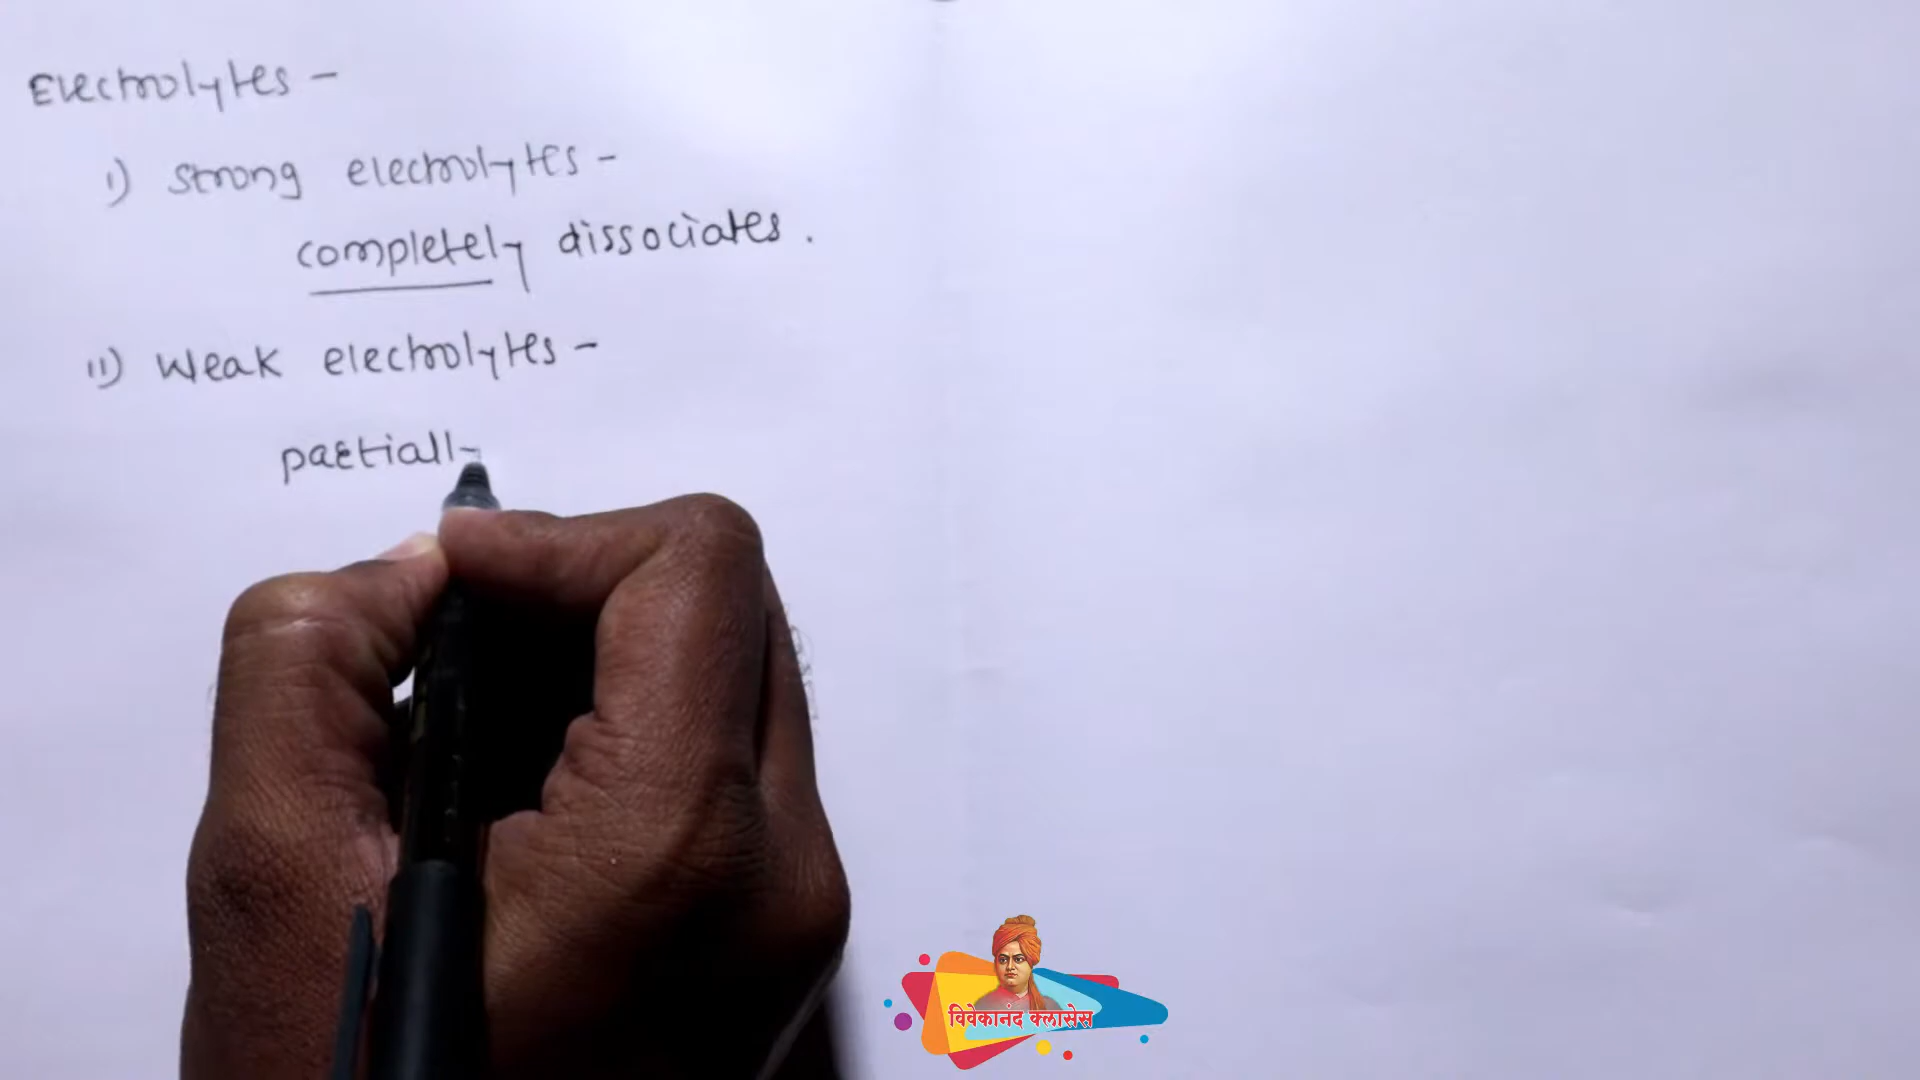 Electrolytes -
i) Strong electrolytes -
completely dissociates.
ii) Weak electrolytes -
partially
विवेकानंद क्लासेस